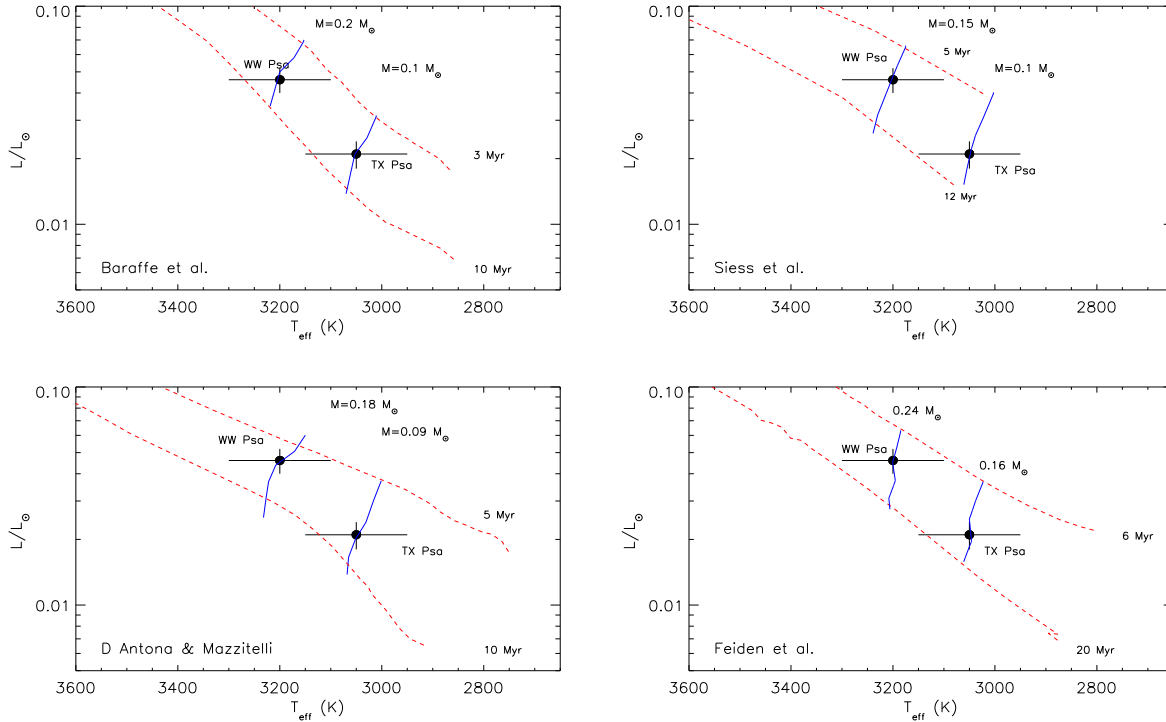 0.10
M=0.2 M⊙
WW Psa
M=0.1 M⊙
3 Myr
TX Psa
L/L⊙
0.01
10 Myr
Baraffe et al.
3600 3400 3200 3000 2800
T_eff (K)
0.10
M=0.15 M⊙
5 Myr
WW Psa
M=0.1 M⊙
TX Psa
12 Myr
L/L⊙
0.01
Siess et al.
3600 3400 3200 3000 2800
T_eff (K)
0.10
M=0.18 M⊙
M=0.09 M⊙
WW Psa
5 Myr
TX Psa
L/L⊙
0.01
D Antona & Mazzitelli
10 Myr
3600 3400 3200 3000 2800
T_eff (K)
0.10
0.24 M⊙
WW Psa
0.16 M⊙
6 Myr
TX Psa
L/L⊙
0.01
Feiden et al.
20 Myr
3600 3400 3200 3000 2800
T_eff (K)